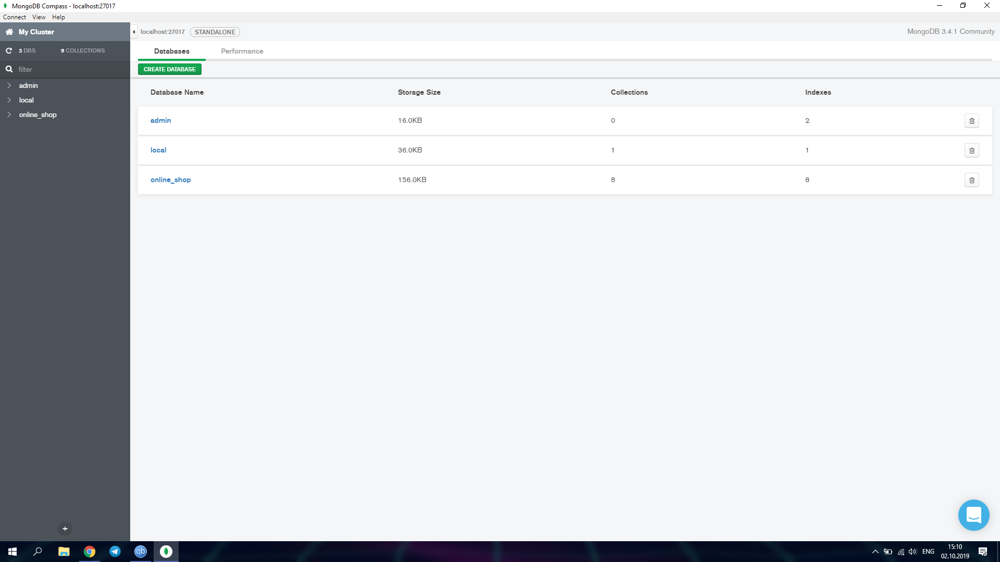 MongoDB Compass - localhost:27017
Connect View Help
My Cluster
3 DBS 9 COLLECTIONS
filter
admin
local
online_shop
localhost:27017 STANDALONE MongoDB 3.4.1 Community
Databases Performance
CREATE DATABASE
Database Name Storage Size Collections Indexes
admin 16.0KB 0 2
local 36.0KB 1 1
online_shop 156.0KB 8 8
qb
ENG
15:10
02.10.2019